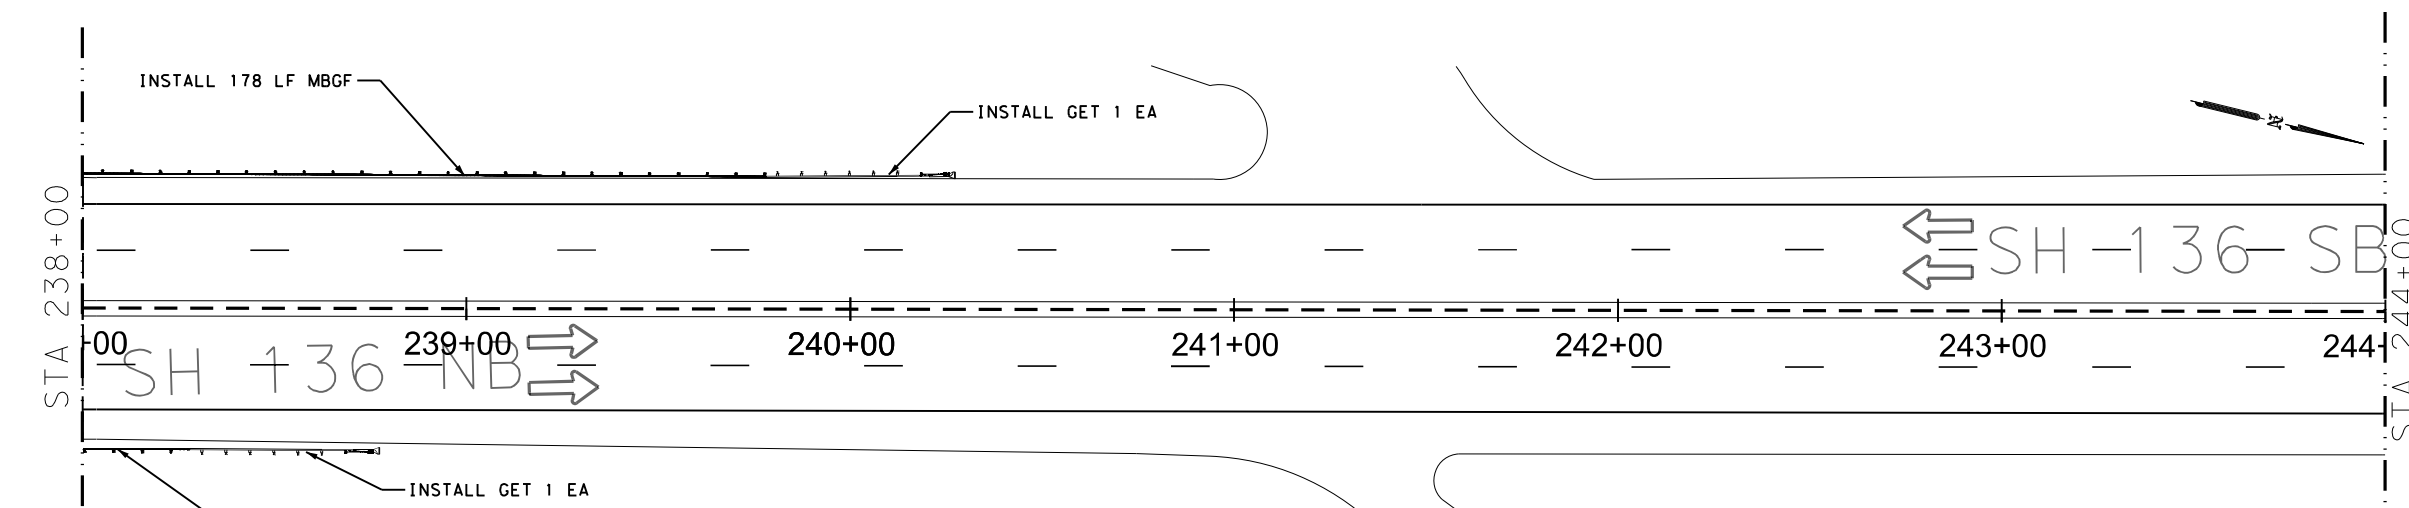 INSTALL 178 LF MBGF
INSTALL GET 1 EA
N
STA 238+00
SH 136 SB
STA 244+00
+00
239+00
240+00
241+00
242+00
243+00
244+
SH 136 NB
INSTALL GET 1 EA